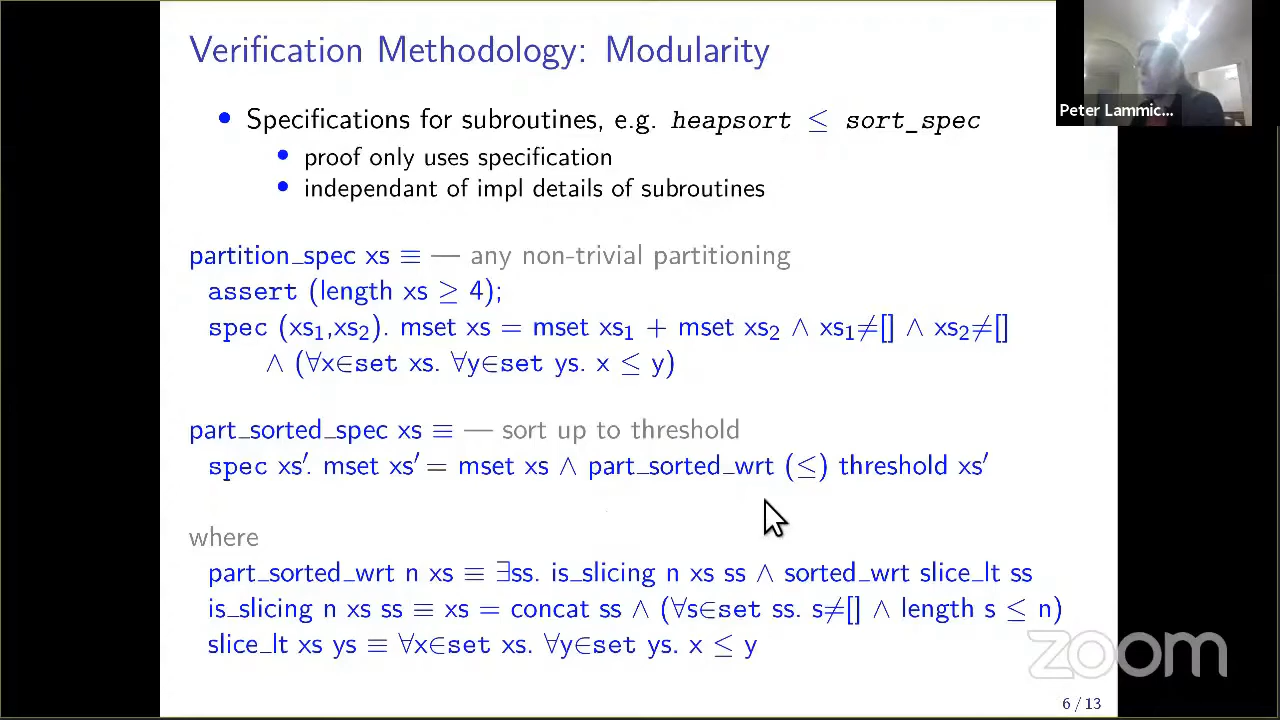 Verification Methodology: Modularity
Peter Lammic...
• Specifications for subroutines, e.g. heapsort ≤ sort_spec
• proof only uses specification
• independant of impl details of subroutines
partition_spec xs ≡ — any non-trivial partitioning
assert (length xs ≥ 4);
spec (xs₁,xs₂). mset xs = mset xs₁ + mset xs₂ ∧ xs₁≠[] ∧ xs₂≠[]
∧ (∀x∈set xs. ∀y∈set ys. x ≤ y)
part_sorted_spec xs ≡ — sort up to threshold
spec xs′. mset xs′ = mset xs ∧ part_sorted_wrt (≤) threshold xs′
where
part_sorted_wrt n xs ≡ ∃ss. is_slicing n xs ss ∧ sorted_wrt slice_lt ss
is_slicing n xs ss ≡ xs = concat ss ∧ (∀s∈set ss. s≠[] ∧ length s ≤ n)
slice_lt xs ys ≡ ∀x∈set xs. ∀y∈set ys. x ≤ y
zoom
6 / 13